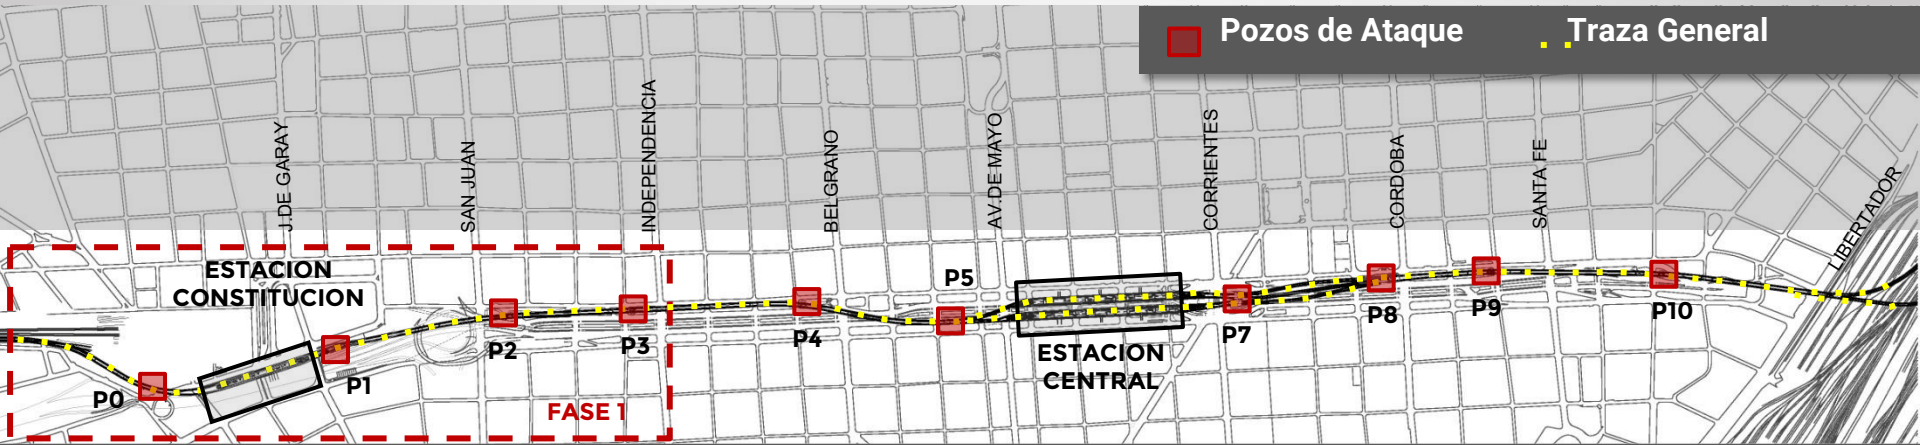 Pozos de Ataque
Traza General
J.DE GARAY
SAN JUAN
INDEPENDENCIA
BELGRANO
AV.DE MAYO
CORRIENTES
CORDOBA
SANTA FE
LIBERTADOR
ESTACION
CONSTITUCION
P0
P1
P2
P3
FASE 1
P4
P5
ESTACION
CENTRAL
P7
P8
P9
P10